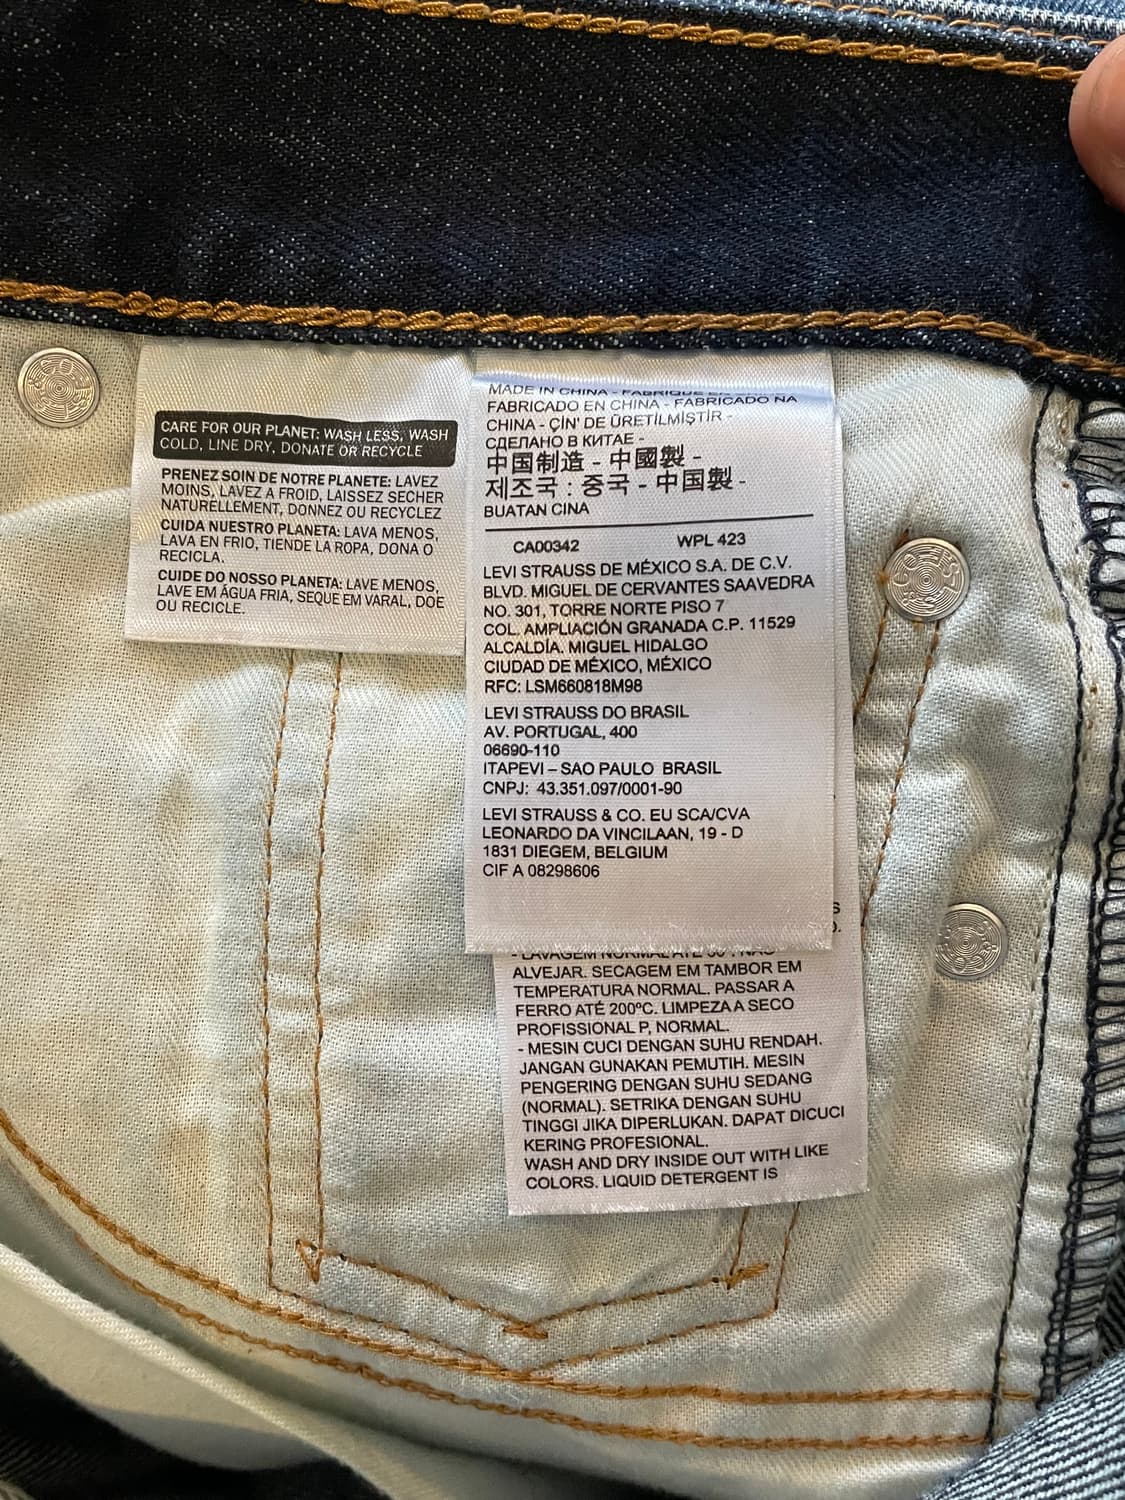 CARE FOR OUR PLANET: WASH LESS, WASH
COLD, LINE DRY, DONATE OR RECYCLE
PRENEZ SOIN DE NOTRE PLANETE: LAVEZ
MOINS, LAVEZ A FROID, LAISSEZ SECHER
NATURELLEMENT, DONNEZ OU RECYCLEZ
CUIDA NUESTRO PLANETA: LAVA MENOS,
LAVA EN FRIO, TIENDE LA ROPA, DONA O
RECICLA.
CUIDE DO NOSSO PLANETA: LAVE MENOS,
LAVE EM ÁGUA FRIA, SEQUE EM VARAL, DOE
OU RECICLE.
MADE IN CHINA - FABRIQUE EN CHINA -
FABRICADO EN CHINA - FABRICADO NA
CHINA - ÇİN' DE ÜRETİLMİŞTİR -
СДЕЛАНО В КИТАЕ -
中国制造 - 中國製 -
제조국 : 중국 - 中国製 -
BUATAN CINA
CA00342 WPL 423
LEVI STRAUSS DE MÉXICO S.A. DE C.V.
BLVD. MIGUEL DE CERVANTES SAAVEDRA
NO. 301, TORRE NORTE PISO 7
COL. AMPLIACIÓN GRANADA C.P. 11529
ALCALDÍA. MIGUEL HIDALGO
CIUDAD DE MÉXICO, MÉXICO
RFC: LSM660818M98
LEVI STRAUSS DO BRASIL
AV. PORTUGAL, 400
06690-110
ITAPEVI – SAO PAULO BRASIL
CNPJ: 43.351.097/0001-90
LEVI STRAUSS & CO. EU SCA/CVA
LEONARDO DA VINCILAAN, 19 - D
1831 DIEGEM, BELGIUM
CIF A 08298606
- LAVAGEM NORMAL ATÉ 30°. NÃO
ALVEJAR. SECAGEM EM TAMBOR EM
TEMPERATURA NORMAL. PASSAR A
FERRO ATÉ 200ºC. LIMPEZA A SECO
PROFISSIONAL P, NORMAL.
- MESIN CUCI DENGAN SUHU RENDAH.
JANGAN GUNAKAN PEMUTIH. MESIN
PENGERING DENGAN SUHU SEDANG
(NORMAL). SETRIKA DENGAN SUHU
TINGGI JIKA DIPERLUKAN. DAPAT DICUCI
KERING PROFESIONAL.
WASH AND DRY INSIDE OUT WITH LIKE
COLORS. LIQUID DETERGENT IS